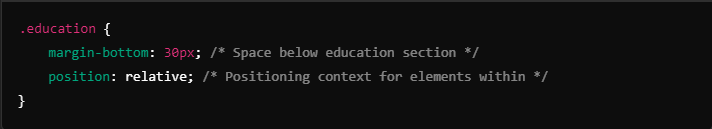 .education {
    margin-bottom: 30px; /* Space below education section */
    position: relative; /* Positioning context for elements within */
}